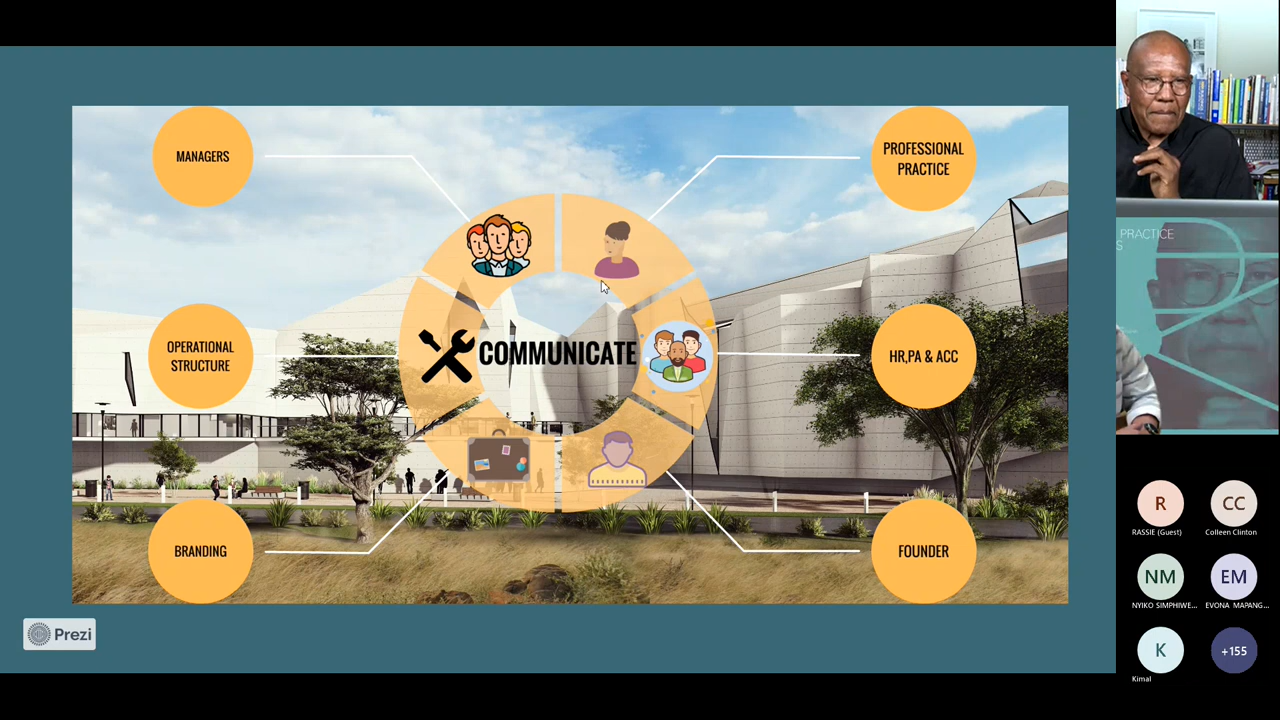 MANAGERS
PROFESSIONAL
PRACTICE
OPERATIONAL
STRUCTURE
COMMUNICATE
HR,PA & ACC
BRANDING
FOUNDER
Prezi
PRACTICE
S
R
RASSIE (Guest)
CC
Colleen Clinton
NM
NYIKO SIMPHIWE...
EM
EVONA MAPANG...
K
Kimal
+155